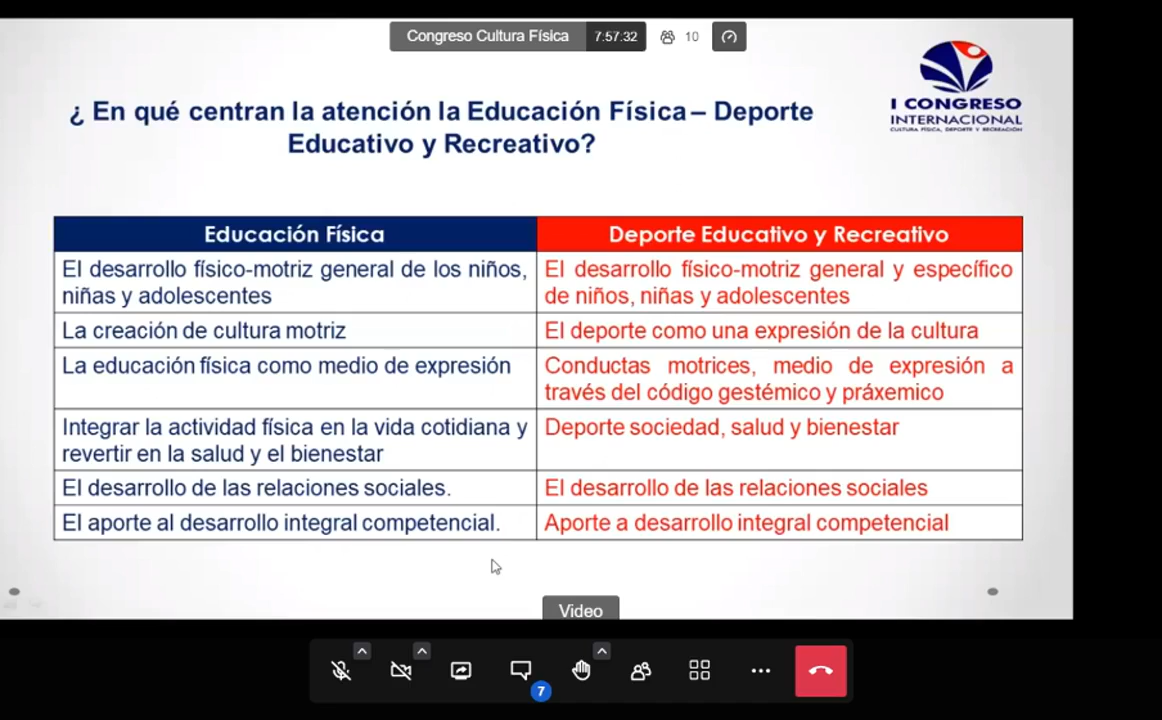 Congreso Cultura Física 7:57:32 10
¿ En qué centran la atención la Educación Física – Deporte
Educativo y Recreativo?
I CONGRESO
INTERNACIONAL
CULTURA FÍSICA, DEPORTE Y RECREACIÓN
Educación Física
Deporte Educativo y Recreativo
El desarrollo físico-motriz general de los niños,
niñas y adolescentes
El desarrollo físico-motriz general y específico
de niños, niñas y adolescentes
La creación de cultura motriz
El deporte como una expresión de la cultura
La educación física como medio de expresión
Conductas motrices, medio de expresión a
través del código gestémico y práxemico
Integrar la actividad física en la vida cotidiana y
revertir en la salud y el bienestar
Deporte sociedad, salud y bienestar
El desarrollo de las relaciones sociales.
El desarrollo de las relaciones sociales
El aporte al desarrollo integral competencial.
Aporte a desarrollo integral competencial
Video
7